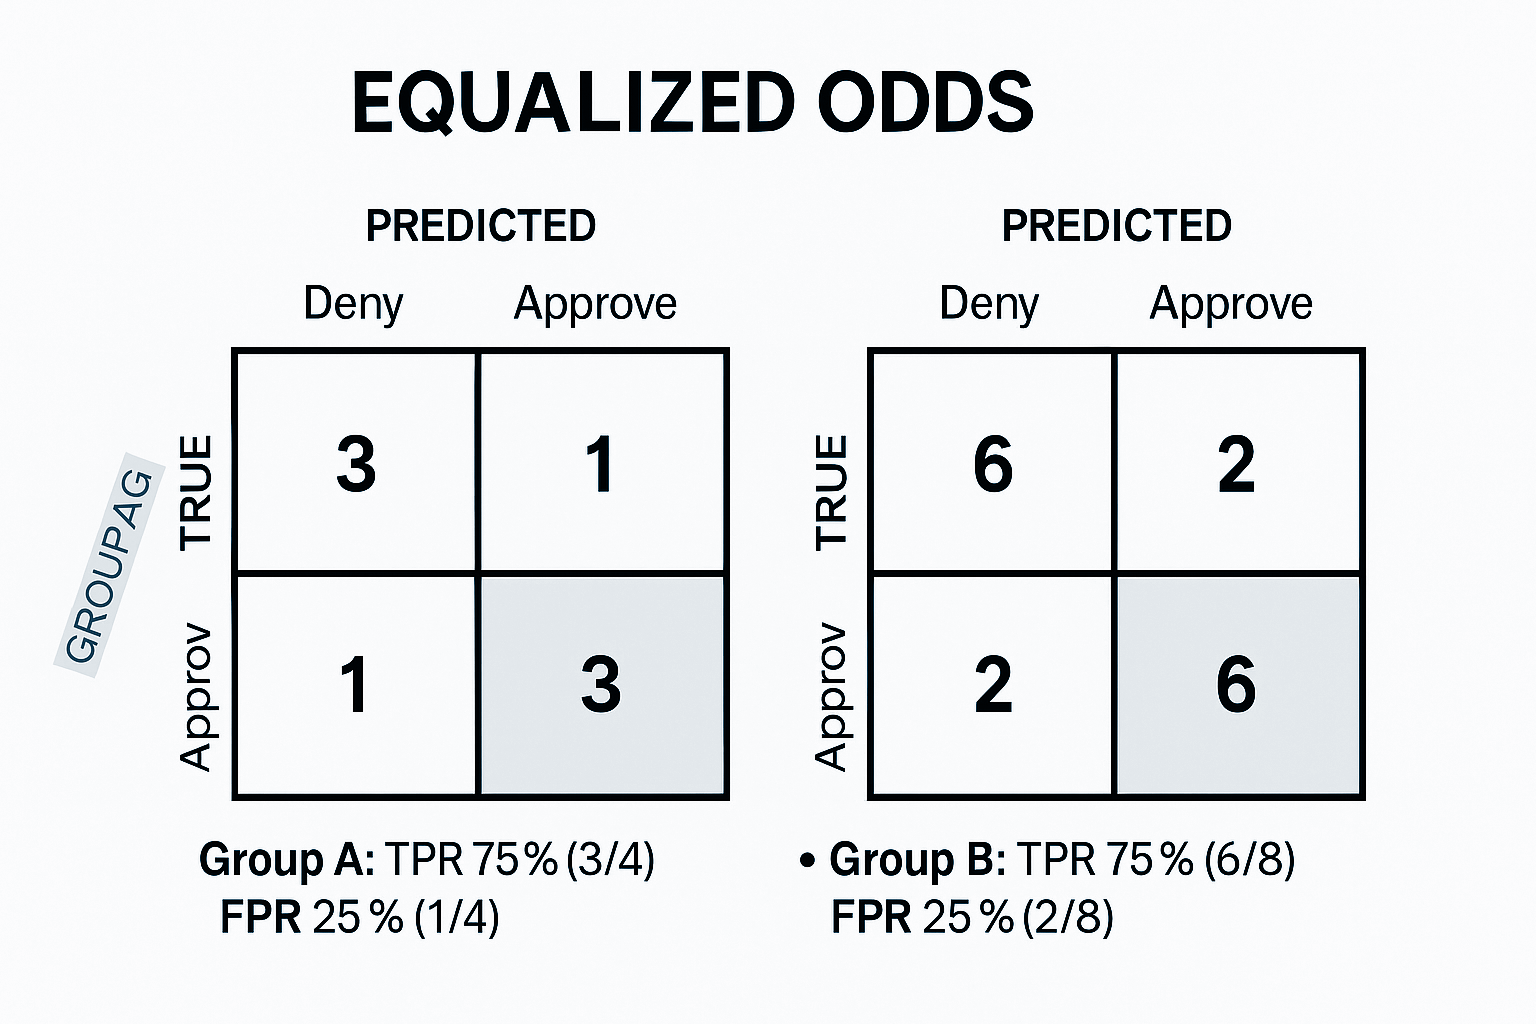 EQUALIZED ODDS
PREDICTED
Deny Approve
GROUPAG
TRUE
Approv
3 1
1 3
Group A: TPR 75% (3/4)
FPR 25% (1/4)
PREDICTED
Deny Approve
TRUE
Approv
6 2
2 6
• Group B: TPR 75% (6/8)
FPR 25% (2/8)